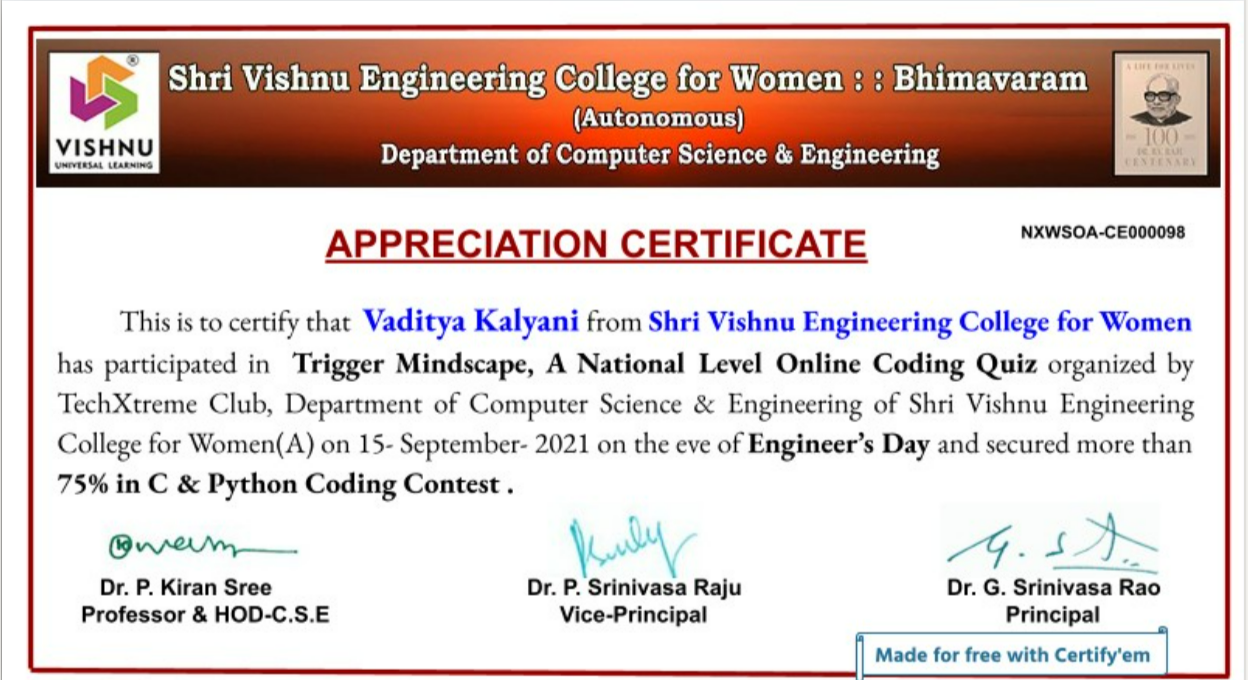 VISHNU
UNIVERSAL LEARNING
®
Shri Vishnu Engineering College for Women : : Bhimavaram
(Autonomous)
Department of Computer Science & Engineering
A LIFE FOR LIVES
100
CENTENARY
APPRECIATION CERTIFICATE
NXWSOA-CE000098
This is to certify that Vaditya Kalyani from Shri Vishnu Engineering College for Women
has participated in Trigger Mindscape, A National Level Online Coding Quiz organized by
TechXtreme Club, Department of Computer Science & Engineering of Shri Vishnu Engineering
College for Women(A) on 15- September- 2021 on the eve of Engineer's Day and secured more than
75% in C & Python Coding Contest .
Dr. P. Kiran Sree
Professor & HOD-C.S.E
Dr. P. Srinivasa Raju
Vice-Principal
Dr. G. Srinivasa Rao
Principal
Made for free with Certify'em